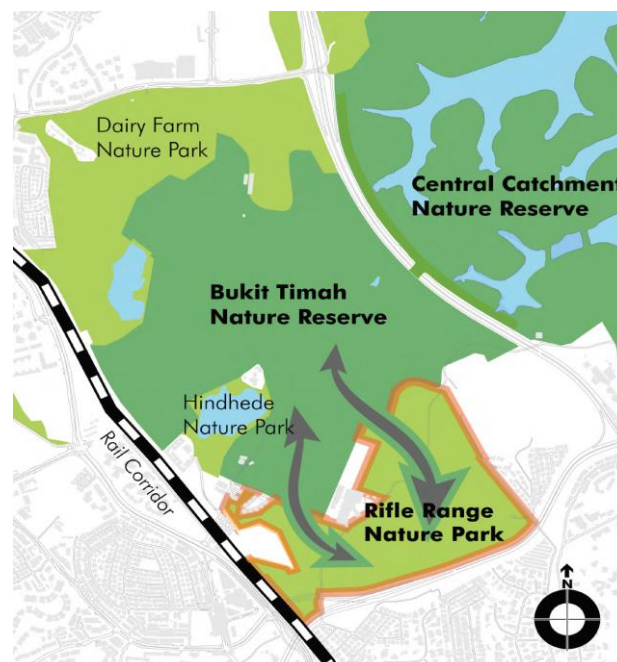 Dairy Farm
Nature Park
Central Catchment
Nature Reserve
Bukit Timah
Nature Reserve
Hindhede
Nature Park
Rail Corridor
Rifle Range
Nature Park
N